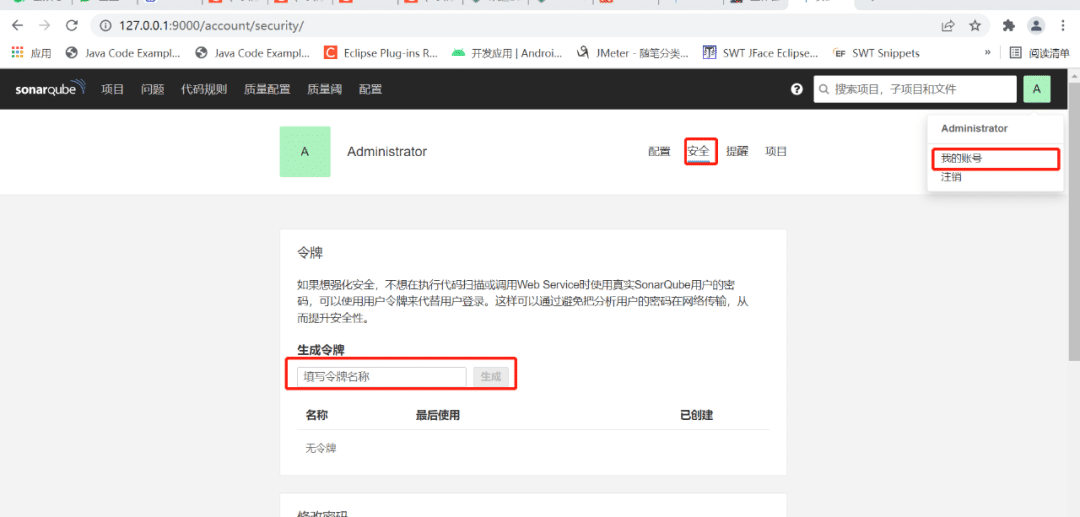 127.0.0.1:9000/account/security/
应用 Java Code Exampl... Java Code Exampl... Eclipse Plug-ins R... 开发应用 | Androi... JMeter - 随笔分类... SWT JFace Eclipse... SWT Snippets » 阅读清单
sonarqube 项目 问题 代码规则 质量配置 质量阈 配置 搜索项目，子项目和文件 A
Administrator
我的账号
注销
A Administrator 配置 安全 提醒 项目
令牌
如果想强化安全，不想在执行代码扫描或调用Web Service时使用真实SonarQube用户的密
码，可以使用用户令牌来代替用户登录。这样可以通过避免把分析用户的密码在网络传输，从
而提升安全性。
生成令牌
填写令牌名称 生成
名称 最后使用 已创建
无令牌
修改密码